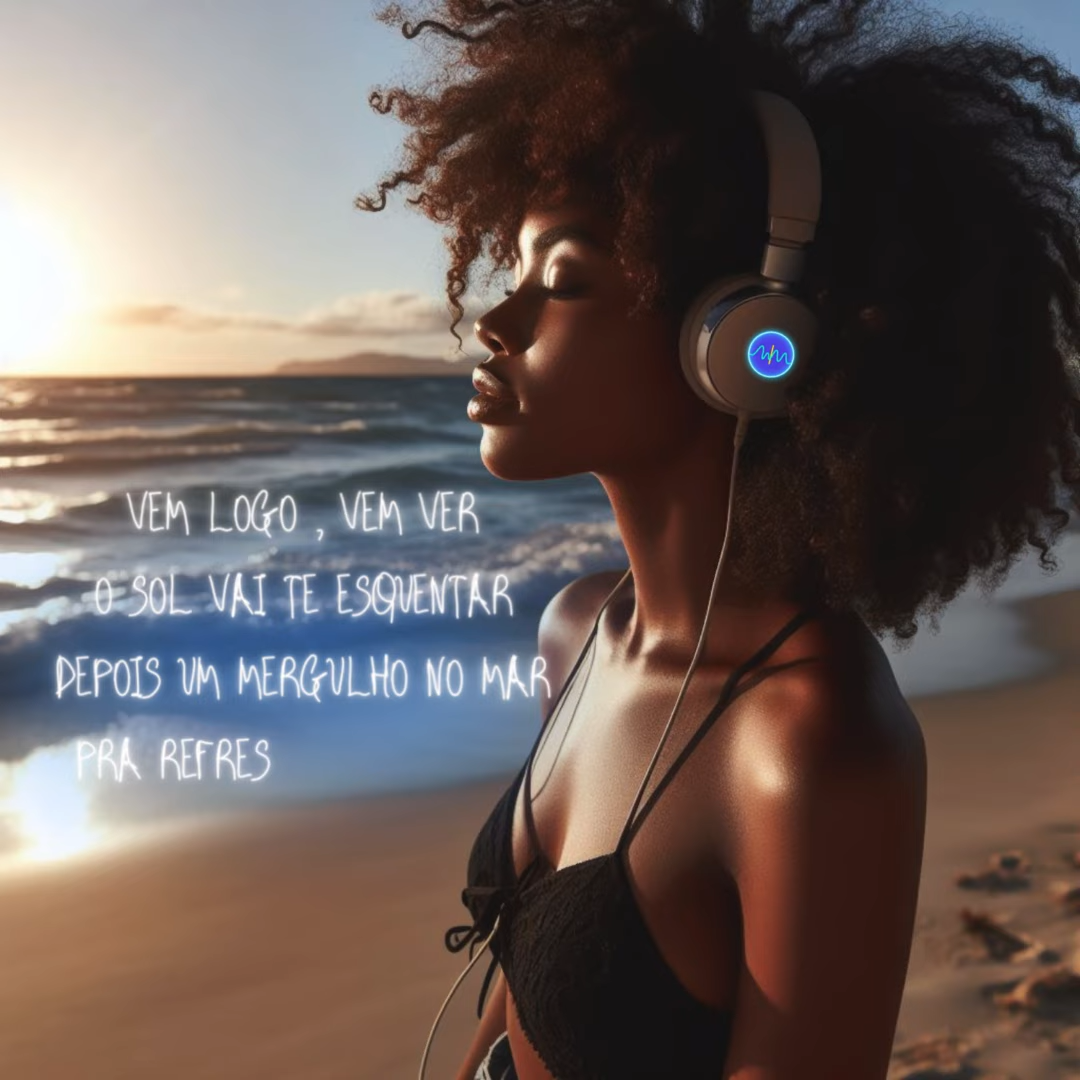 VEM LOGO , VEM VER
O SOL VAI TE ESQUENTAR
DEPOIS UM MERGULHO NO MAR
PRA REFRES